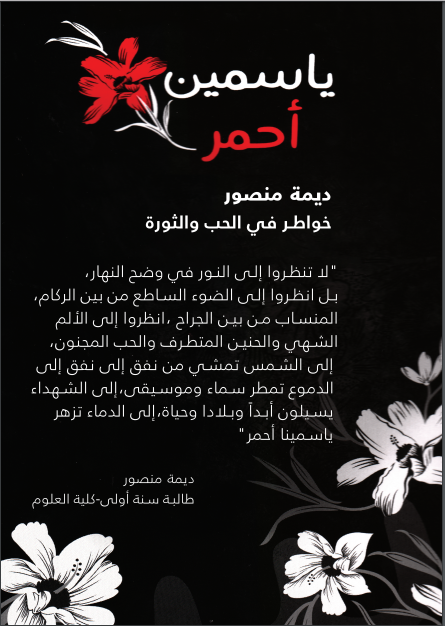 ياسمين
أحمر
ديمة منصور
خواطر في الحب والثورة
"لا تنظروا إلى النور في وضح النهار،
بل انظروا إلى الضوء الساطع من بين الركام،
المنساب من بين الجراح ،انظروا إلى الألم
الشهي والحنين المتطرف والحب المجنون،
إلى الشمس تمشي من نفق إلى نفق إلى
الدموع تمطر سماء وموسيقى،إلى الشهداء
يسيلون أبداً وبلادا وحياة،إلى الدماء تزهر
ياسمينا أحمر"
ديمة منصور
طالبة سنة أولى-كلية العلوم